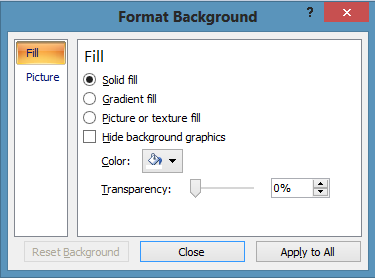 Format Background
?
Fill
Picture
Fill
Solid fill
Gradient fill
Picture or texture fill
Hide background graphics
Color:
Transparency: 0%
Reset Background Close Apply to All